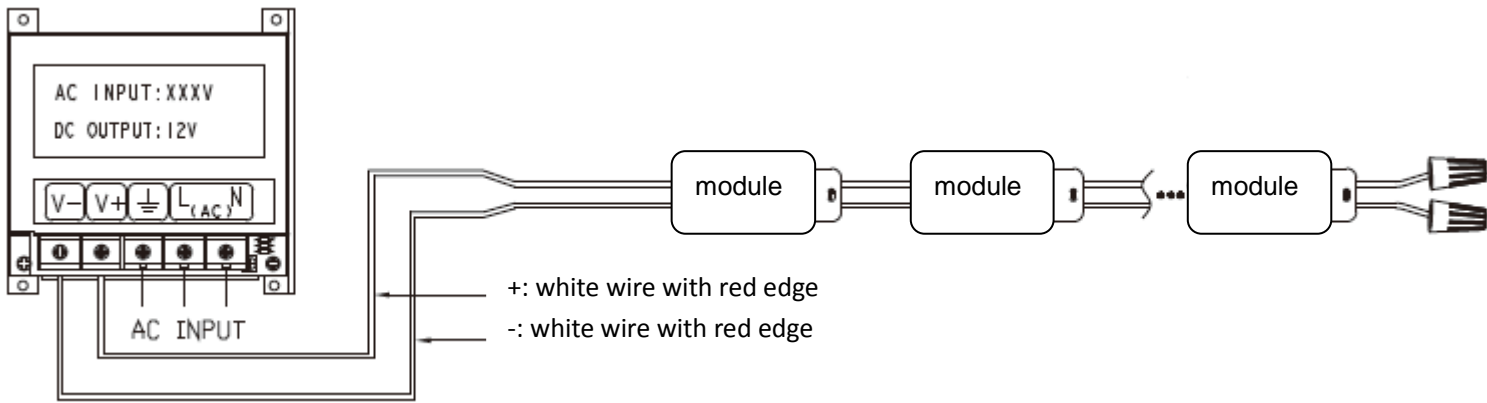 AC INPUT:XXXV
DC OUTPUT:12V
V- V+ L(AC)N
AC INPUT
module module module
+: white wire with red edge
-: white wire with red edge